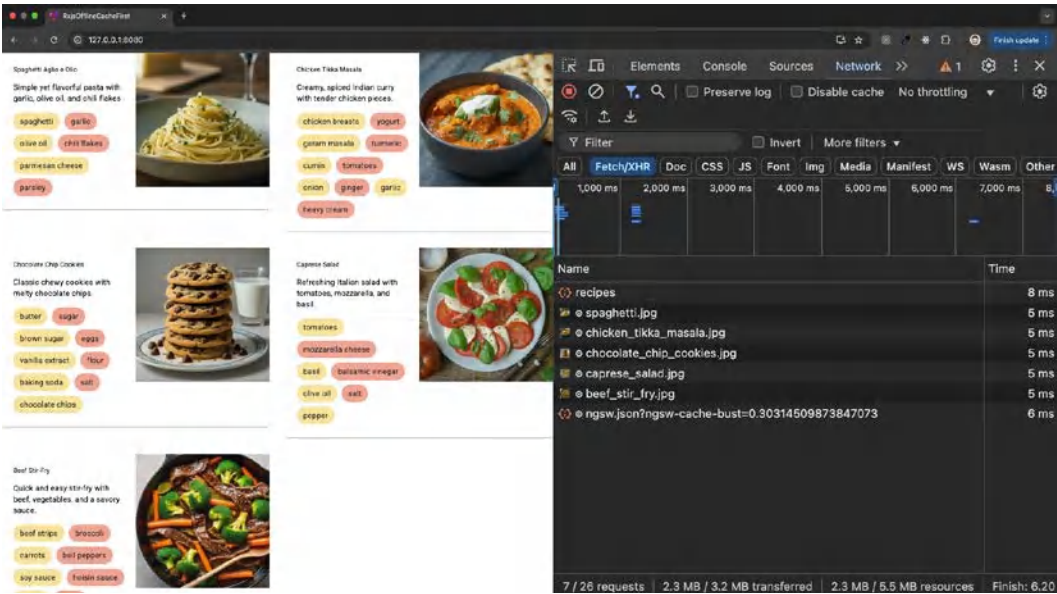 RxjsOfflineCacheFirst
127.0.0.1:8080
Finish update
Spaghetti Aglio e Olio
Simple yet flavorful pasta with
garlic, olive oil, and chili flakes
spaghetti garlic
olive oil chili flakes
parmesan cheese
parsley
Chicken Tikka Masala
Creamy, spiced Indian curry
with tender chicken pieces.
chicken breasts yogurt
garam masala turmeric
cumin tomatoes
onion ginger garlic
heavy cream
Chocolate Chip Cookies
Classic chewy cookies with
melty chocolate chips.
butter sugar
brown sugar eggs
vanilla extract flour
baking soda salt
chocolate chips
Caprese Salad
Refreshing Italian salad with
tomatoes, mozzarella, and
basil.
tomatoes
mozzarella cheese
basil balsamic vinegar
olive oil salt
pepper
Beef Stir-Fry
Quick and easy stir-fry with
beef, vegetables, and a savory
sauce.
beef strips broccoli
carrots bell peppers
soy sauce hoisin sauce
Elements Console Sources Network 1
Preserve log Disable cache No throttling
Filter Invert More filters
All Fetch/XHR Doc CSS JS Font Img Media Manifest WS Wasm Other
1,000 ms 2,000 ms 3,000 ms 4,000 ms 5,000 ms 6,000 ms 7,000 ms 8,
Name Time
recipes 8 ms
spaghetti.jpg 5 ms
chicken_tikka_masala.jpg 5 ms
chocolate_chip_cookies.jpg 5 ms
caprese_salad.jpg 5 ms
beef_stir_fry.jpg 5 ms
ngsw.json?ngsw-cache-bust=0.30314509873847073 6 ms
7 / 26 requests 2.3 MB / 3.2 MB transferred 2.3 MB / 5.5 MB resources Finish: 6.20